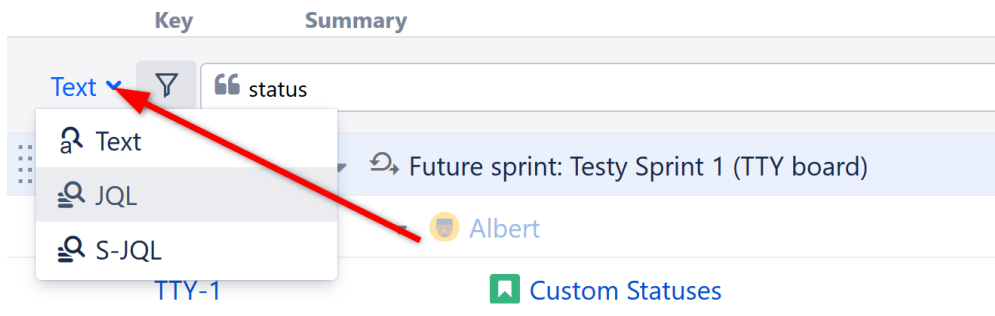 Key Summary
Text status
Text
Future sprint: Testy Sprint 1 (TTY board)
JQL
Albert
S-JQL
TTY-1 Custom Statuses